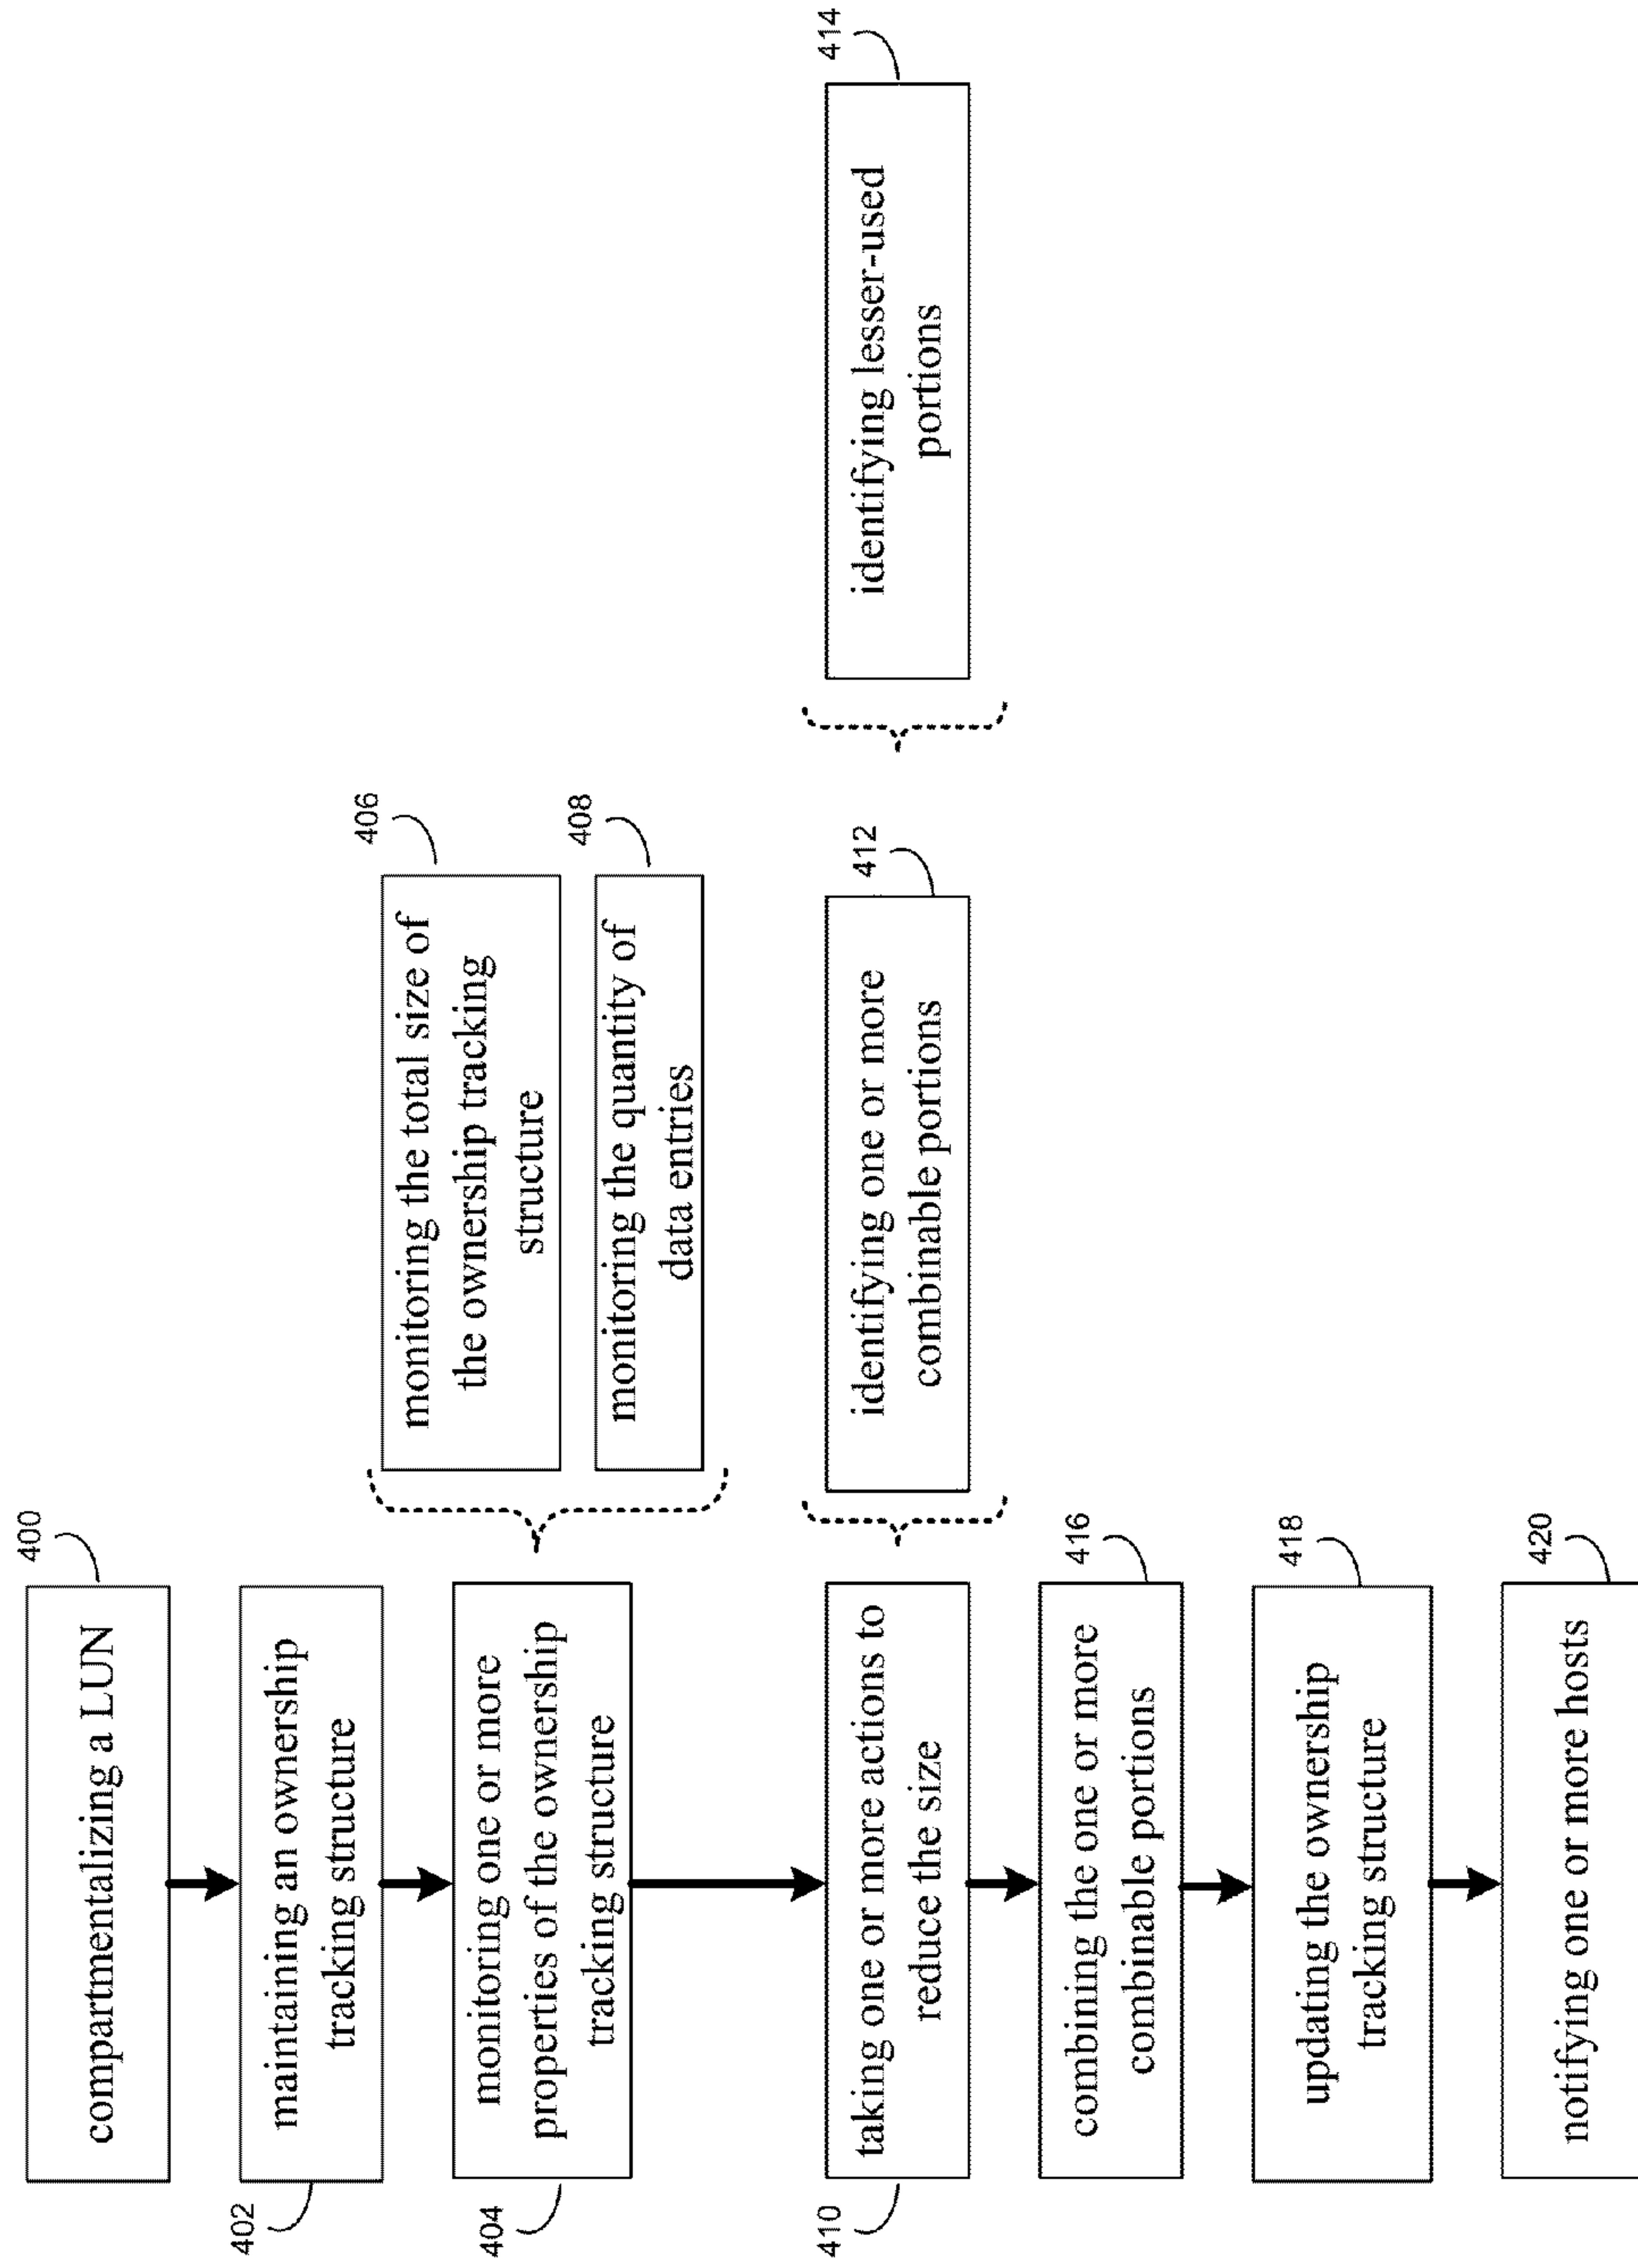 400
compartmentalizing a LUN
402
maintaining an ownership
tracking structure
404
monitoring one or more
properties of the ownership
tracking structure
406
monitoring the total size of
the ownership tracking
structure
408
monitoring the quantity of
data entries
410
taking one or more actions to
reduce the size
412
identifying one or more
combinable portions
414
identifying lesser-used
portions
416
combining the one or more
combinable portions
418
updating the ownership
tracking structure
420
notifying one or more hosts